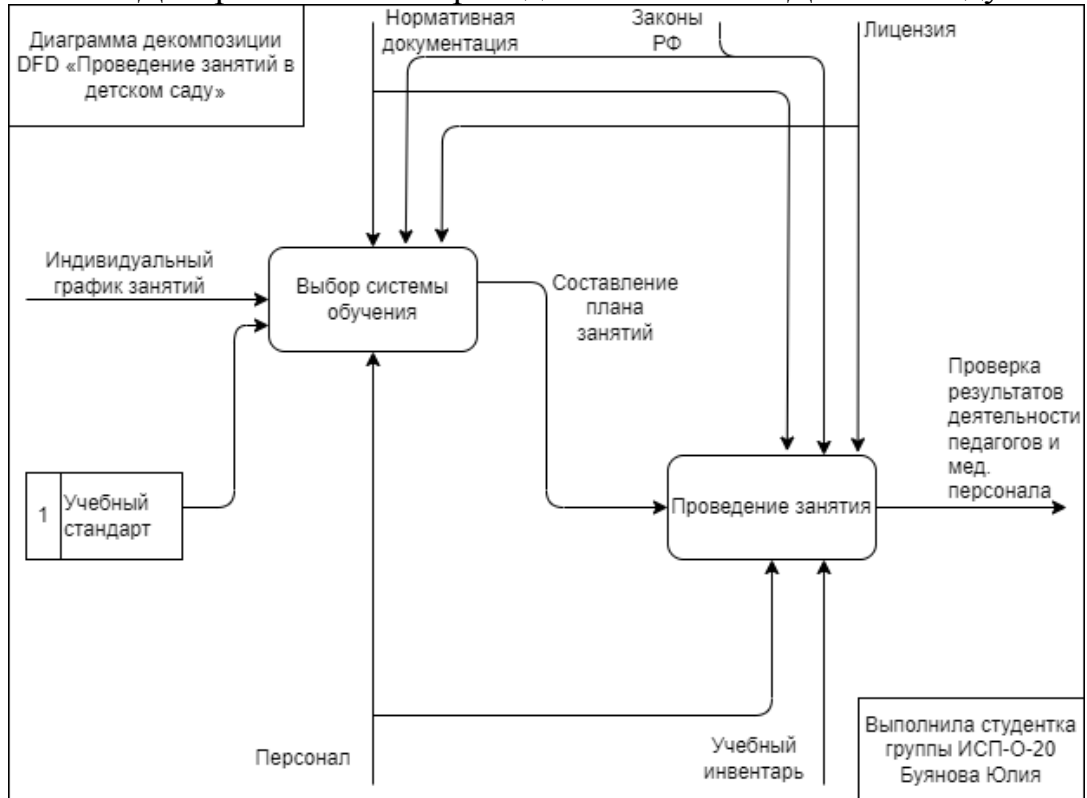 Диаграмма декомпозиции
DFD «Проведение занятий в
детском саду»
Нормативная
документация
Законы
РФ
Лицензия
Индивидуальный
график занятий
Выбор системы
обучения
Составление
плана
занятий
Проверка
результатов
деятельности
педагогов и
мед.
персонала
1
Учебный
стандарт
Проведение занятия
Персонал
Учебный
инвентарь
Выполнила студентка
группы ИСП-О-20
Буянова Юлия